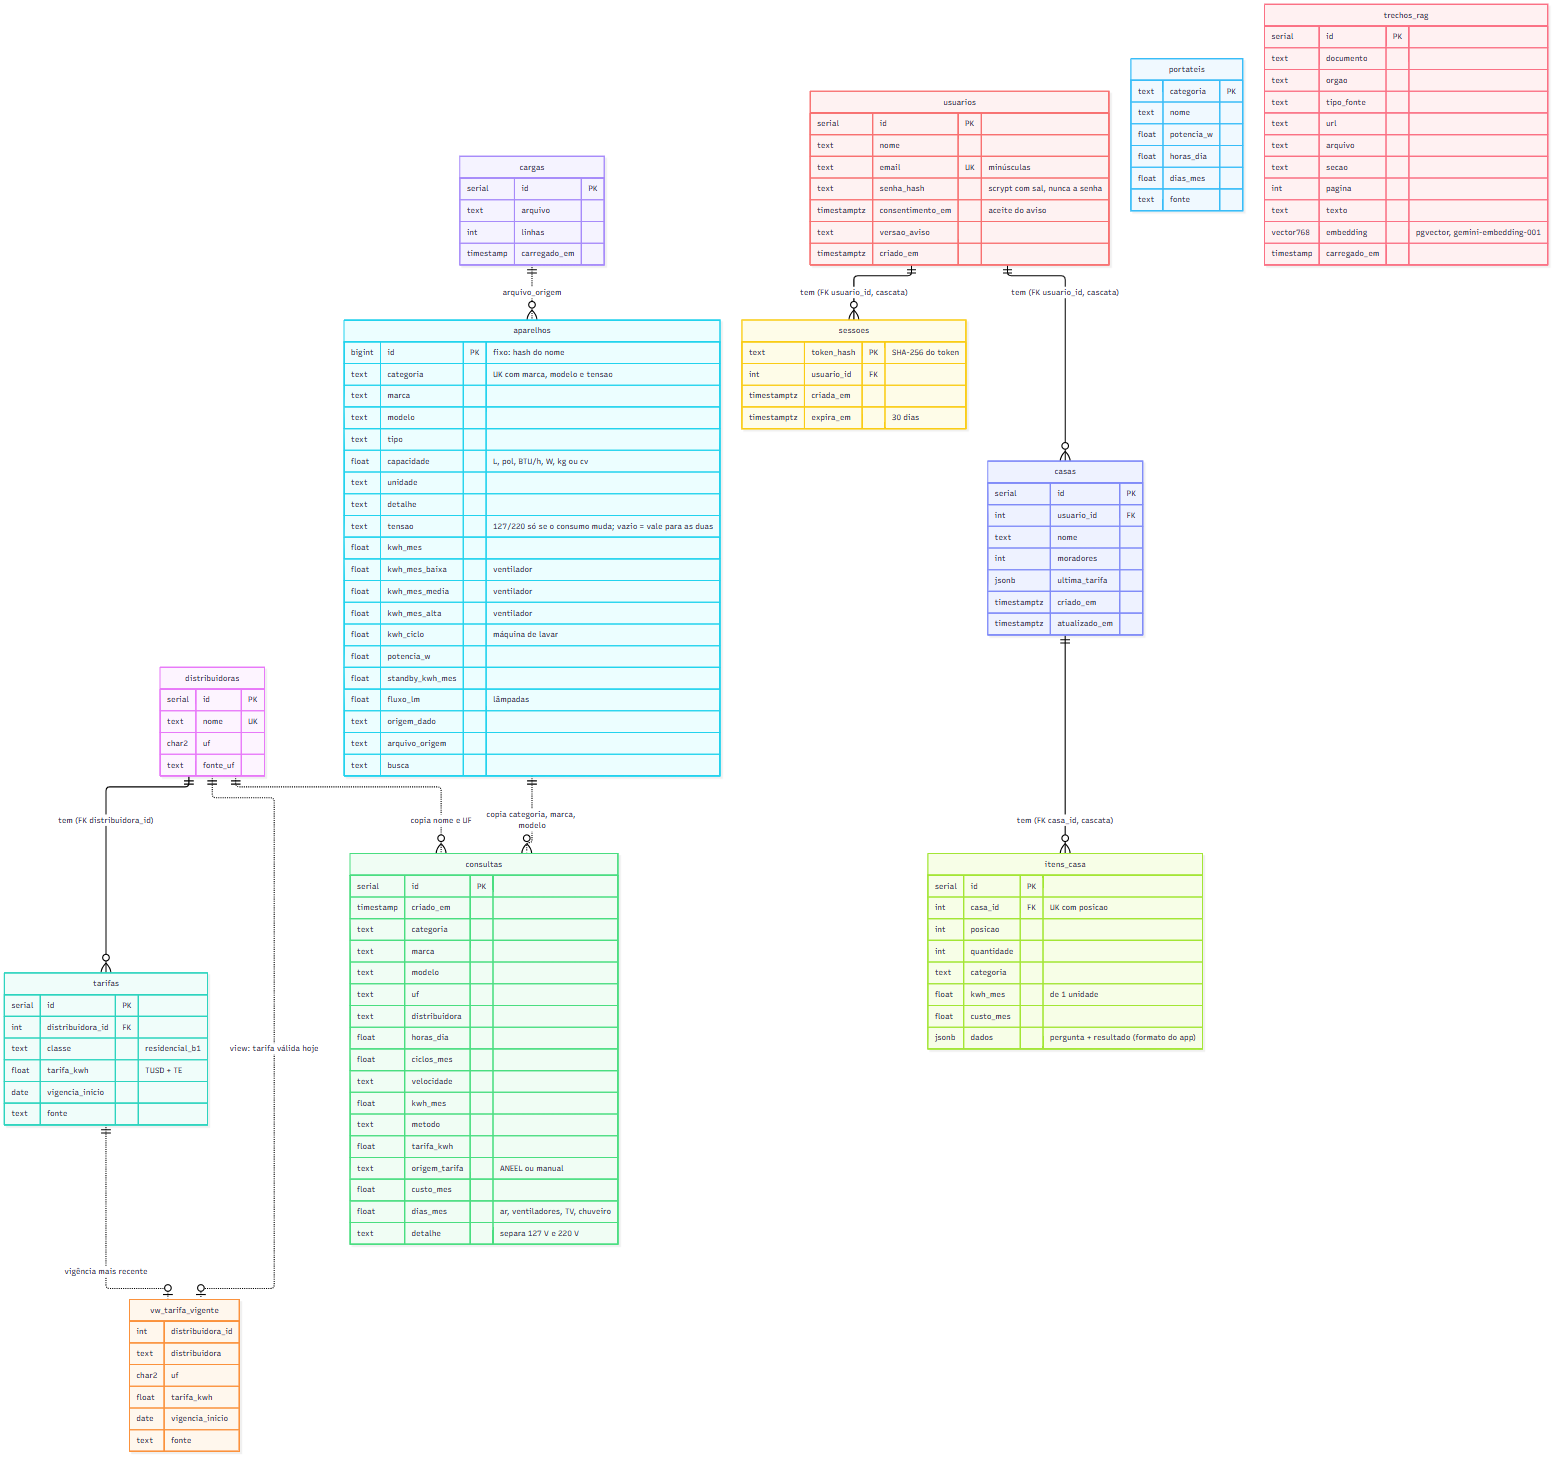 trechos_rag
serial id PK
text documento
text orgao
text tipo_fonte
text url
text arquivo
text secao
int pagina
text texto
vector768 embedding pgvector, gemini-embedding-001
timestamp carregado_em
portateis
text categoria PK
text nome
float potencia_w
float horas_dia
float dias_mes
text fonte
usuarios
serial id PK
text nome
text email UK minúsculas
text senha_hash scrypt com sal, nunca a senha
timestamptz consentimento_em aceite do aviso
text versao_aviso
timestamptz criado_em
cargas
serial id PK
text arquivo
int linhas
timestamp carregado_em
arquivo_origem
tem (FK usuario_id, cascata)
tem (FK usuario_id, cascata)
aparelhos
bigint id PK fixo: hash do nome
text categoria UK com marca, modelo e tensao
text marca
text modelo
text tipo
float capacidade L, pol, BTU/h, W, kg ou cv
text unidade
text detalhe
text tensao 127/220 só se o consumo muda; vazio = vale para as duas
float kwh_mes
float kwh_mes_baixa ventilador
float kwh_mes_media ventilador
float kwh_mes_alta ventilador
float kwh_ciclo máquina de lavar
float potencia_w
float standby_kwh_mes
float fluxo_lm lâmpadas
text origem_dado
text arquivo_origem
text busca
sessoes
text token_hash PK SHA-256 do token
int usuario_id FK
timestamptz criada_em
timestamptz expira_em 30 dias
casas
serial id PK
int usuario_id FK
text nome
int moradores
jsonb ultima_tarifa
timestamptz criado_em
timestamptz atualizado_em
distribuidoras
serial id PK
text nome UK
char2 uf
text fonte_uf
tem (FK distribuidora_id)
copia nome e UF
copia categoria, marca,
modelo
tem (FK casa_id, cascata)
consultas
serial id PK
timestamp criado_em
text categoria
text marca
text modelo
text uf
text distribuidora
float horas_dia
float ciclos_mes
text velocidade
float kwh_mes
text metodo
float tarifa_kwh
text origem_tarifa ANEEL ou manual
float custo_mes
float dias_mes ar, ventiladores, TV, chuveiro
text detalhe separa 127 V e 220 V
itens_casa
serial id PK
int casa_id FK UK com posicao
int posicao
int quantidade
text categoria
float kwh_mes de 1 unidade
float custo_mes
jsonb dados pergunta + resultado (formato do app)
tarifas
serial id PK
int distribuidora_id FK
text classe residencial_b1
float tarifa_kwh TUSD + TE
date vigencia_inicio
text fonte
view: tarifa válida hoje
vigência mais recente
vw_tarifa_vigente
int distribuidora_id
text distribuidora
char2 uf
float tarifa_kwh
date vigencia_inicio
text fonte